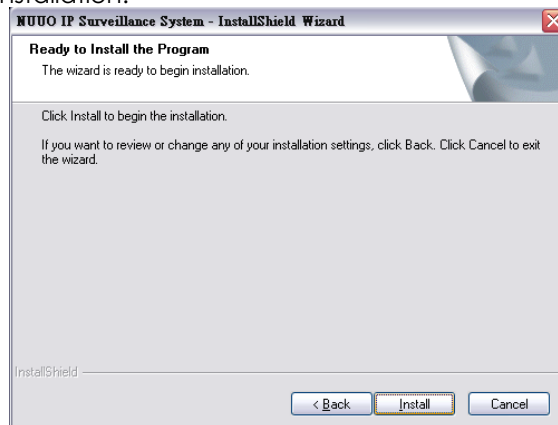 installation.
NUUO IP Surveillance System - InstallShield Wizard
Ready to Install the Program
The wizard is ready to begin installation.
Click Install to begin the installation.
If you want to review or change any of your installation settings, click Back. Click Cancel to exit
the wizard.
InstallShield
< Back Install Cancel